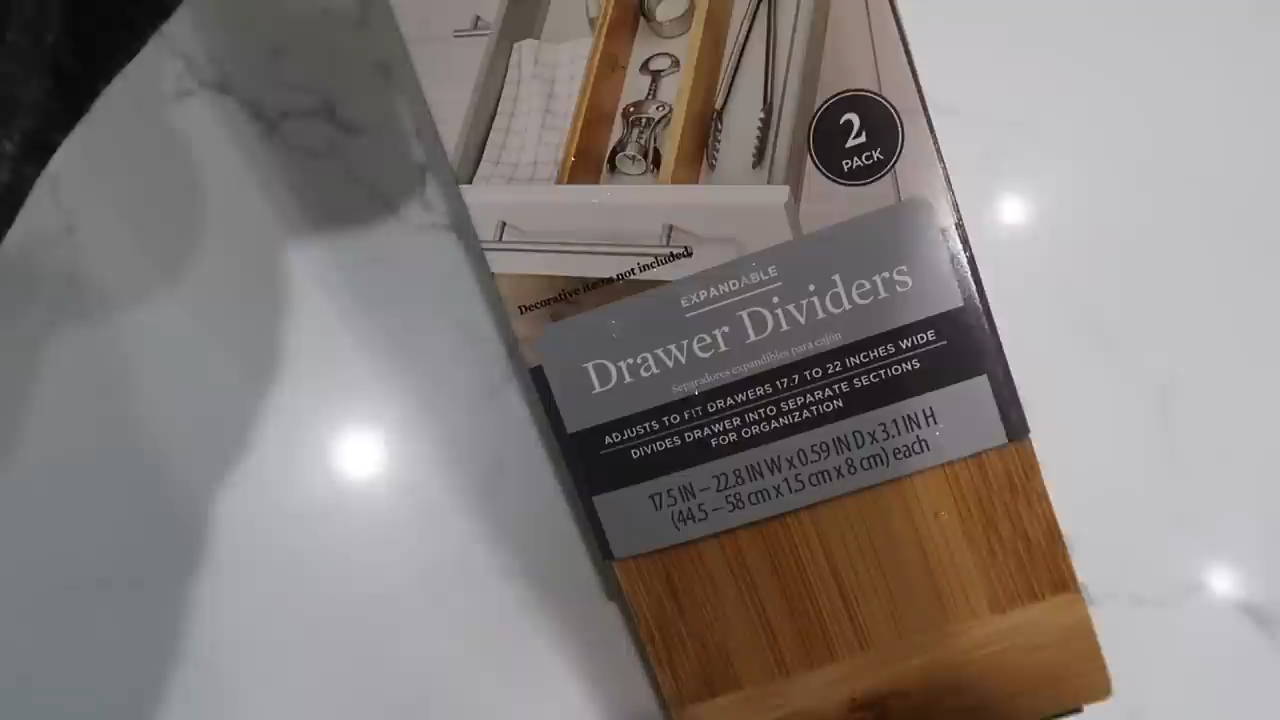 2
PACK
Decorative items not included.
EXPANDABLE
Drawer Dividers
Separadores expandibles para cajón
ADJUSTS TO FIT DRAWERS 17.7 TO 22 INCHES WIDE
DIVIDES DRAWER INTO SEPARATE SECTIONS
FOR ORGANIZATION
17.5 IN – 22.8 IN W x 0.59 IN D x 3.1 IN H
(44.5 – 58 cm x 1.5 cm x 8 cm) each